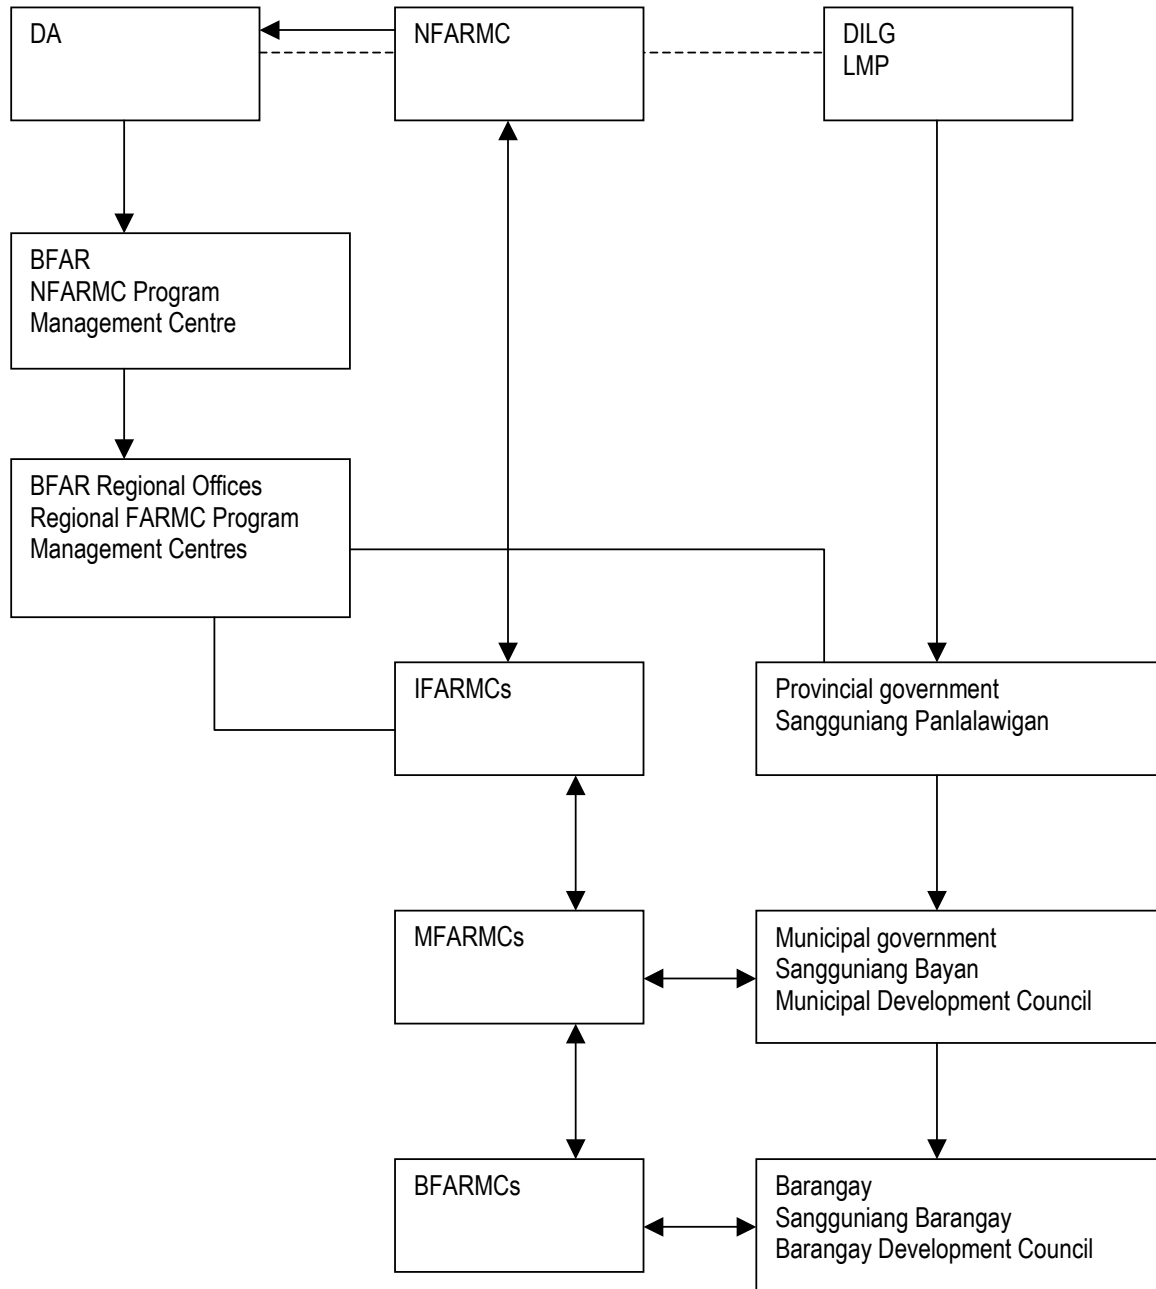 DA
NFARMC
DILG
LMP
BFAR
NFARMC Program
Management Centre
BFAR Regional Offices
Regional FARMC Program
Management Centres
IFARMCs
Provincial government
Sangguniang Panlalawigan
MFARMCs
Municipal government
Sangguniang Bayan
Municipal Development Council
BFARMCs
Barangay
Sangguniang Barangay
Barangay Development Council